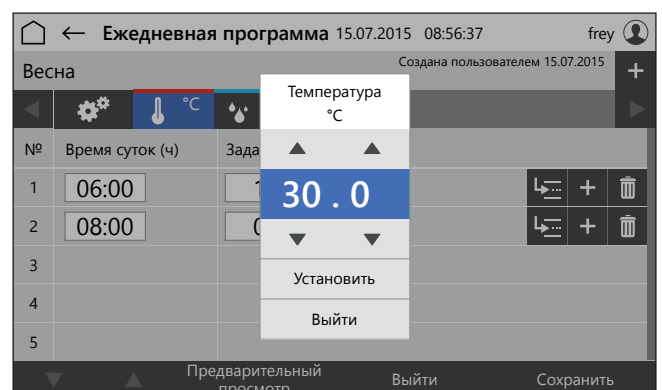 Ежедневная программа 15.07.2015 08:56:37 frey
Весна
Создана пользователем 15.07.2015
Температура
°C
°C
№ Время суток (ч)
30 . 0
1 06:00
2 08:00
3
4
5
Установить
Выйти
Предварительный
Выйти Сохранить